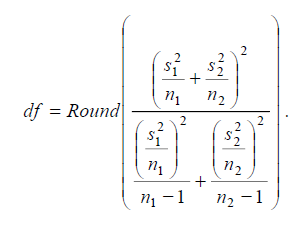 df = Round( ( s₁²/n₁ + s₂²/n₂ )² / ( (s₁²/n₁)²/(n₁ − 1) + (s₂²/n₂)²/(n₂ − 1) ) ) .